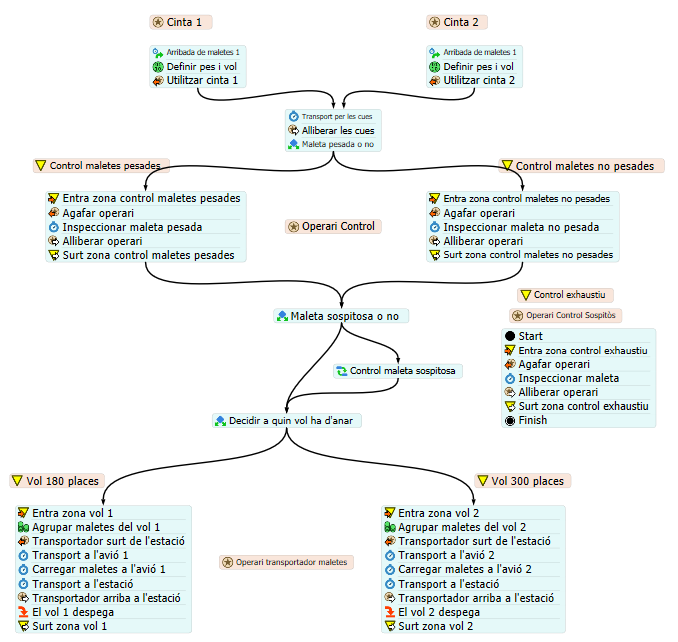 Cinta 1
Cinta 2
Arribada de maletes 1
Definir pes i vol
Utilitzar cinta 1
Arribada de maletes 1
Definir pes i vol
Utilitzar cinta 2
Transport per les cues
Alliberar les cues
Maleta pesada o no
Control maletes pesades
Control maletes no pesades
Entra zona control maletes pesades
Agafar operari
Inspeccionar maleta pesada
Alliberar operari
Surt zona control maletes pesades
Operari Control
Entra zona control maletes no pesades
Agafar operari
Inspeccionar maleta no pesada
Alliberar operari
Surt zona control maletes no pesades
Control exhaustiu
Maleta sospitosa o no
Operari Control Sospitòs
Start
Entra zona control exhaustiu
Agafar operari
Inspeccionar maleta
Alliberar operari
Surt zona control exhaustiu
Finish
Control maleta sospitosa
Decidir a quin vol ha d'anar
Vol 180 places
Vol 300 places
Entra zona vol 1
Agrupar maletes del vol 1
Transportador surt de l'estació
Transport a l'avió 1
Carregar maletes a l'avió 1
Transport a l'estació
Transportador arriba a l'estació
El vol 1 despega
Surt zona vol 1
Operari transportador maletes
Entra zona vol 2
Agrupar maletes del vol 2
Transportador surt de l'estació
Transport a l'avió 2
Carregar maletes a l'avió 2
Transport a l'estació
Transportador arriba a l'estació
El vol 2 despega
Surt zona vol 2